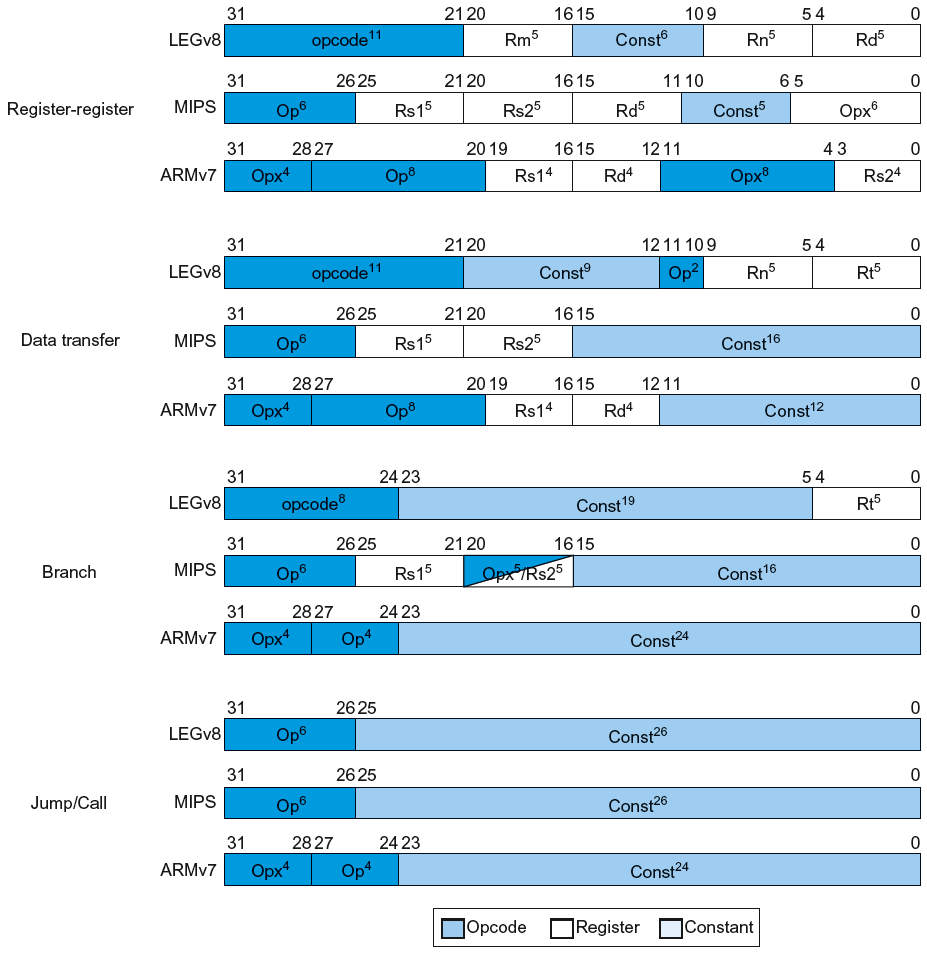 31 21 20 16 15 10 9 5 4 0
LEGv8 opcode11 Rm5 Const6 Rn5 Rd5
31 26 25 21 20 16 15 11 10 6 5 0
Register-register MIPS Op6 Rs15 Rs25 Rd5 Const5 Opx6
31 28 27 20 19 16 15 12 11 4 3 0
ARMv7 Opx4 Op8 Rs14 Rd4 Opx8 Rs24
31 21 20 12 11 10 9 5 4 0
LEGv8 opcode11 Const9 Op2 Rn5 Rt5
31 26 25 21 20 16 15 0
Data transfer MIPS Op6 Rs15 Rs25 Const16
31 28 27 20 19 16 15 12 11 0
ARMv7 Opx4 Op8 Rs14 Rd4 Const12
31 24 23 5 4 0
LEGv8 opcode8 Const19 Rt5
31 26 25 21 20 16 15 0
Branch MIPS Op6 Rs15 Opx5/Rs25 Const16
31 28 27 24 23 0
ARMv7 Opx4 Op4 Const24
31 26 25 0
LEGv8 Op6 Const26
31 26 25 0
Jump/Call MIPS Op6 Const26
31 28 27 24 23 0
ARMv7 Opx4 Op4 Const24
Opcode Register Constant